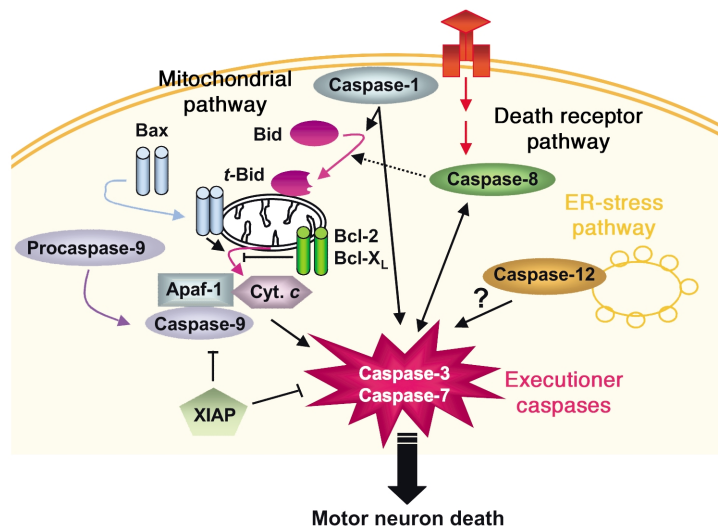 Mitochondrial
pathway
Caspase-1
Bax
Bid
Death receptor
pathway
t-Bid
Caspase-8
ER-stress
pathway
Procaspase-9
Bcl-2
Bcl-XL
Caspase-12
Apaf-1
Cyt. c
?
Caspase-9
Caspase-3
Caspase-7
Executioner
caspases
XIAP
Motor neuron death